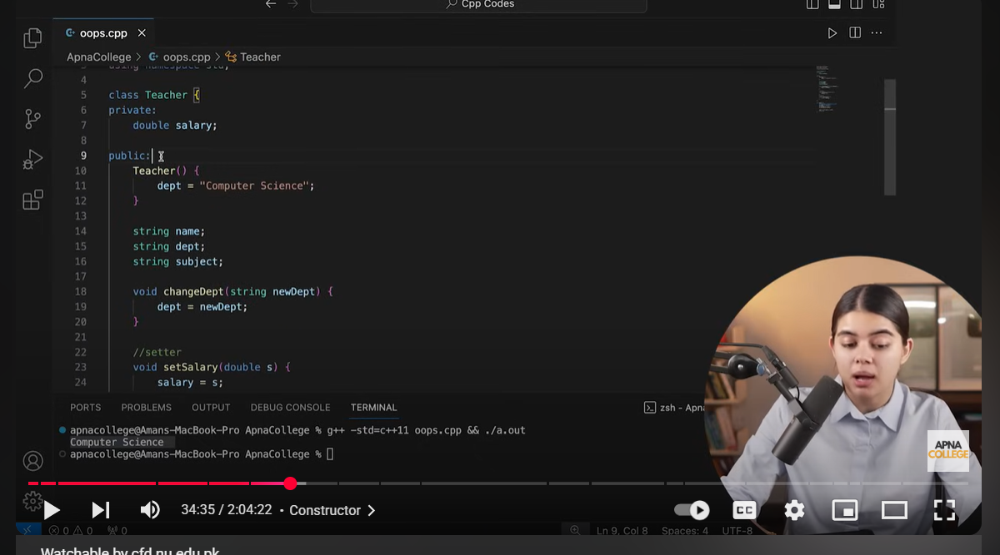 Cpp Codes
oops.cpp
ApnaCollege > oops.cpp > Teacher
3 using namespace std;
4
5 class Teacher {
6 private:
7 double salary;
8
9 public:
10 Teacher() {
11 dept = "Computer Science";
12 }
13
14 string name;
15 string dept;
16 string subject;
17
18 void changeDept(string newDept) {
19 dept = newDept;
20 }
21
22 //setter
23 void setSalary(double s) {
24 salary = s;
PORTS PROBLEMS OUTPUT DEBUG CONSOLE TERMINAL zsh - Apna
apnacollege@Amans-MacBook-Pro ApnaCollege % g++ -std=c++11 oops.cpp && ./a.out
Computer Science
apnacollege@Amans-MacBook-Pro ApnaCollege %
APNA
COLLEGE
34:35 / 2:04:22 • Constructor >
CC
0 0 0 Ln 9, Col 8 Spaces: 4 UTF-8
Watchable by cfd.nu.edu.pk